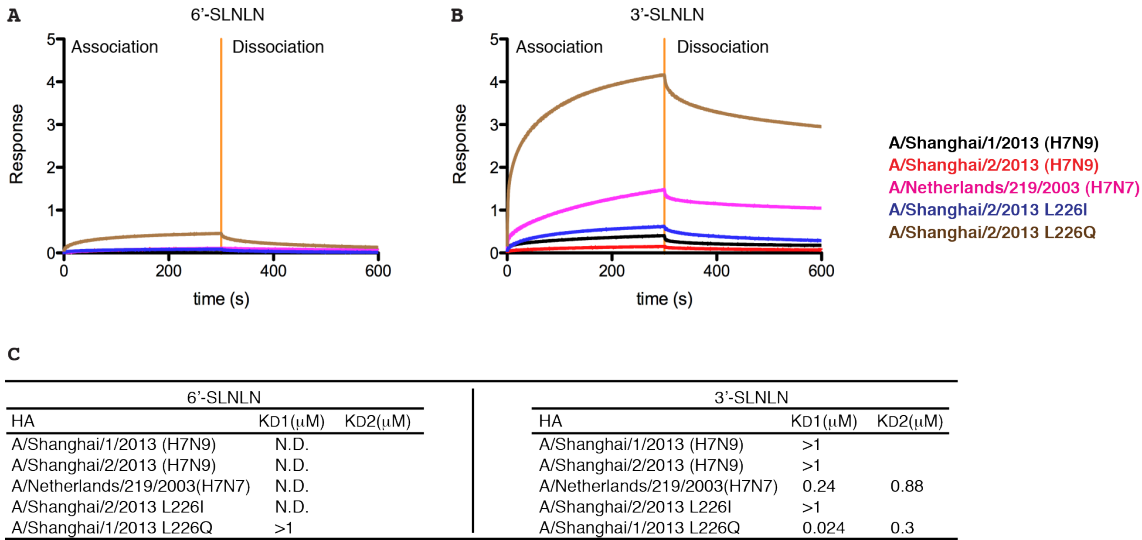 A
6’-SLNLN
Association
Dissociation
Response
5
4
3
2
1
0
0 200 400 600
time (s)
B
3’-SLNLN
Association
Dissociation
Response
5
4
3
2
1
0
0 200 400 600
time (s)
A/Shanghai/1/2013 (H7N9)
A/Shanghai/2/2013 (H7N9)
A/Netherlands/219/2003 (H7N7)
A/Shanghai/2/2013 L226I
A/Shanghai/2/2013 L226Q
C
6’-SLNLN
HA KD1(μM) KD2(μM)
A/Shanghai/1/2013 (H7N9) N.D.
A/Shanghai/2/2013 (H7N9) N.D.
A/Netherlands/219/2003(H7N7) N.D.
A/Shanghai/2/2013 L226I N.D.
A/Shanghai/1/2013 L226Q >1
3’-SLNLN
HA KD1(μM) KD2(μM)
A/Shanghai/1/2013 (H7N9) >1
A/Shanghai/2/2013 (H7N9) >1
A/Netherlands/219/2003(H7N7) 0.24 0.88
A/Shanghai/2/2013 L226I >1
A/Shanghai/1/2013 L226Q 0.024 0.3